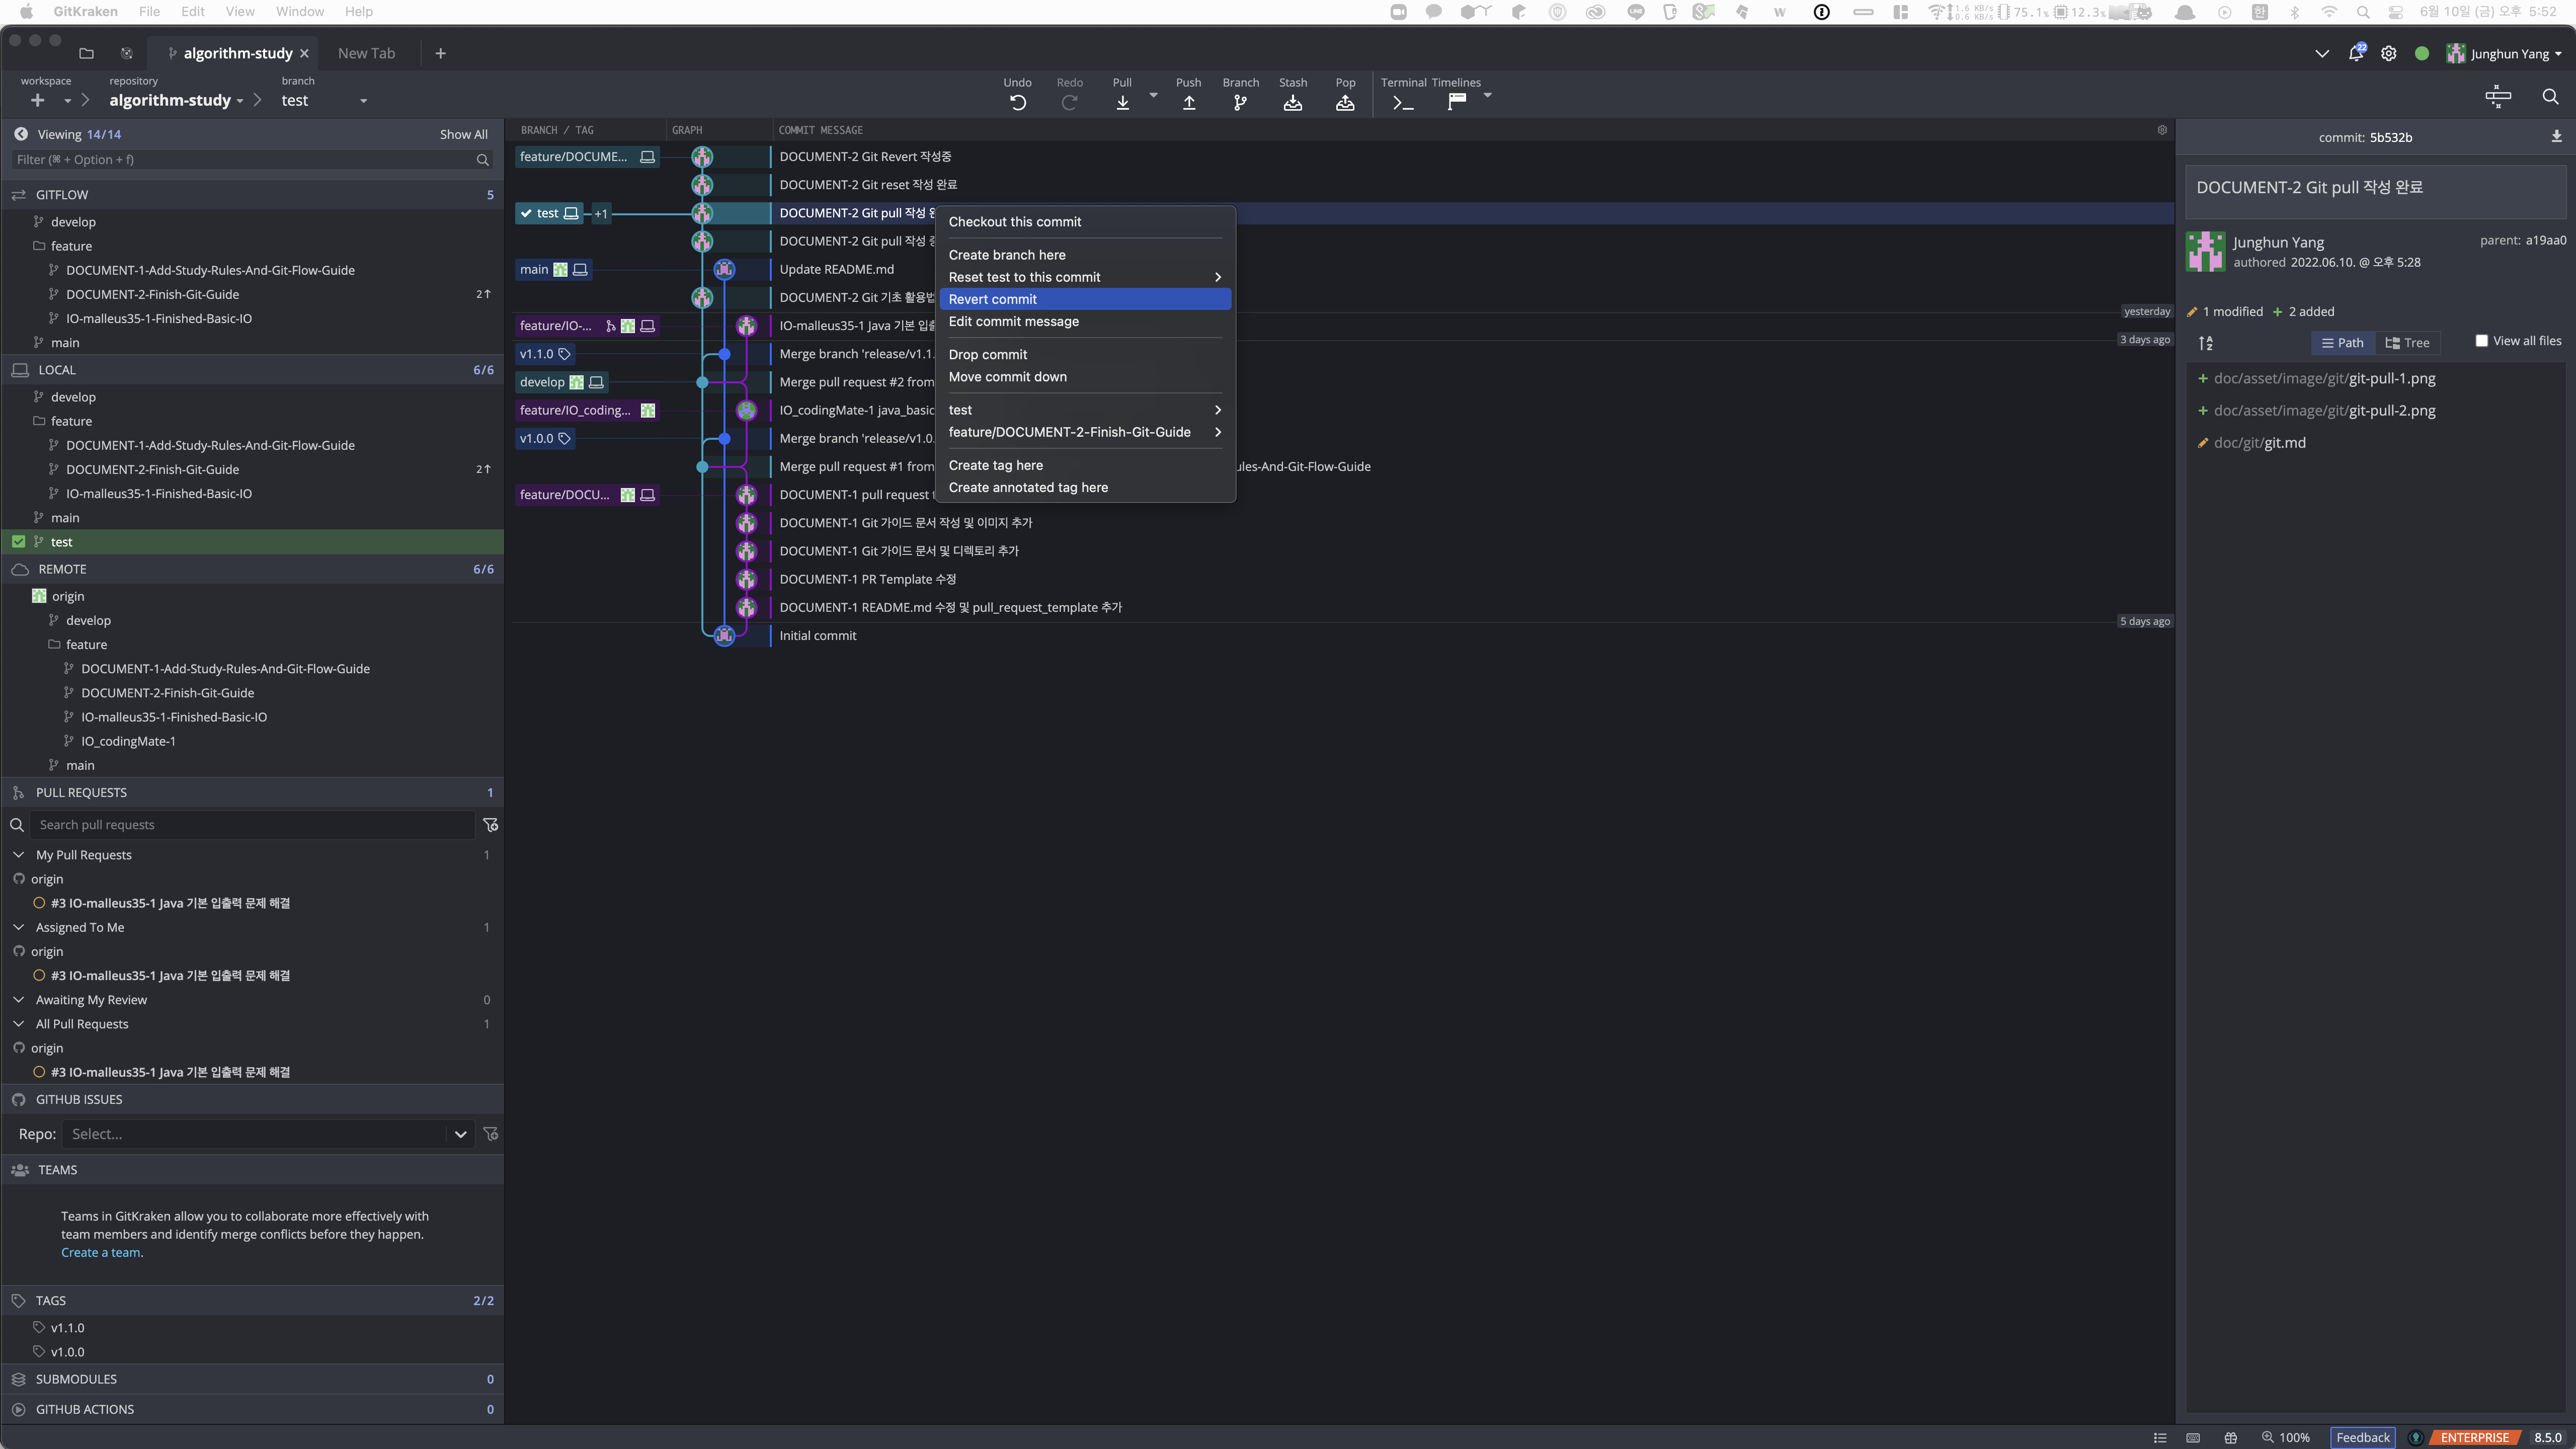 GitKraken File Edit View Window Help
1.6 KB/s
0.6 KB/s
75.1% 12.3%
6월 10일 (금) 오후 5:52
algorithm-study
New Tab
22
Junghun Yang
workspace
repository
algorithm-study
branch
test
Undo
Redo
Pull
Push
Branch
Stash
Pop
Terminal
Timelines
Viewing 14/14
Show All
Filter (⌘ + Option + f)
GITFLOW 5
develop
feature
DOCUMENT-1-Add-Study-Rules-And-Git-Flow-Guide
DOCUMENT-2-Finish-Git-Guide 2↑
IO-malleus35-1-Finished-Basic-IO
main
LOCAL 6/6
develop
feature
DOCUMENT-1-Add-Study-Rules-And-Git-Flow-Guide
DOCUMENT-2-Finish-Git-Guide 2↑
IO-malleus35-1-Finished-Basic-IO
main
test
REMOTE 6/6
origin
develop
feature
DOCUMENT-1-Add-Study-Rules-And-Git-Flow-Guide
DOCUMENT-2-Finish-Git-Guide
IO-malleus35-1-Finished-Basic-IO
IO_codingMate-1
main
PULL REQUESTS 1
Search pull requests
My Pull Requests 1
origin
#3 IO-malleus35-1 Java 기본 입출력 문제 해결
Assigned To Me 1
origin
#3 IO-malleus35-1 Java 기본 입출력 문제 해결
Awaiting My Review 0
All Pull Requests 1
origin
#3 IO-malleus35-1 Java 기본 입출력 문제 해결
GITHUB ISSUES
Repo: Select...
TEAMS
Teams in GitKraken allow you to collaborate more effectively with
team members and identify merge conflicts before they happen.
Create a team.
TAGS 2/2
v1.1.0
v1.0.0
SUBMODULES 0
GITHUB ACTIONS 0
BRANCH / TAG GRAPH COMMIT MESSAGE
feature/DOCUME... DOCUMENT-2 Git Revert 작성중
DOCUMENT-2 Git reset 작성 완료
test +1 DOCUMENT-2 Git pull 작성
DOCUMENT-2 Git pull 작성
main Update README.md
DOCUMENT-2 Git 기초 활용법
yesterday
feature/IO-... IO-malleus35-1 Java 기본 입출
3 days ago
v1.1.0 Merge branch 'release/v1.1.
develop Merge pull request #2 from
feature/IO_coding... IO_codingMate-1 java_basic
v1.0.0 Merge branch 'release/v1.0.
Merge pull request #1 from ules-And-Git-Flow-Guide
feature/DOCU... DOCUMENT-1 pull request
DOCUMENT-1 Git 가이드 문서 작성 및 이미지 추가
DOCUMENT-1 Git 가이드 문서 및 디렉토리 추가
DOCUMENT-1 PR Template 수정
DOCUMENT-1 README.md 수정 및 pull_request_template 추가
5 days ago
Initial commit
Checkout this commit
Create branch here
Reset test to this commit
Revert commit
Edit commit message
Drop commit
Move commit down
test
feature/DOCUMENT-2-Finish-Git-Guide
Create tag here
Create annotated tag here
commit: 5b532b
DOCUMENT-2 Git pull 작성 완료
Junghun Yang
parent: a19aa0
authored 2022.06.10. @ 오후 5:28
1 modified + 2 added
Path
Tree
View all files
+ doc/asset/image/git/git-pull-1.png
+ doc/asset/image/git/git-pull-2.png
doc/git/git.md
100%
Feedback
ENTERPRISE
8.5.0